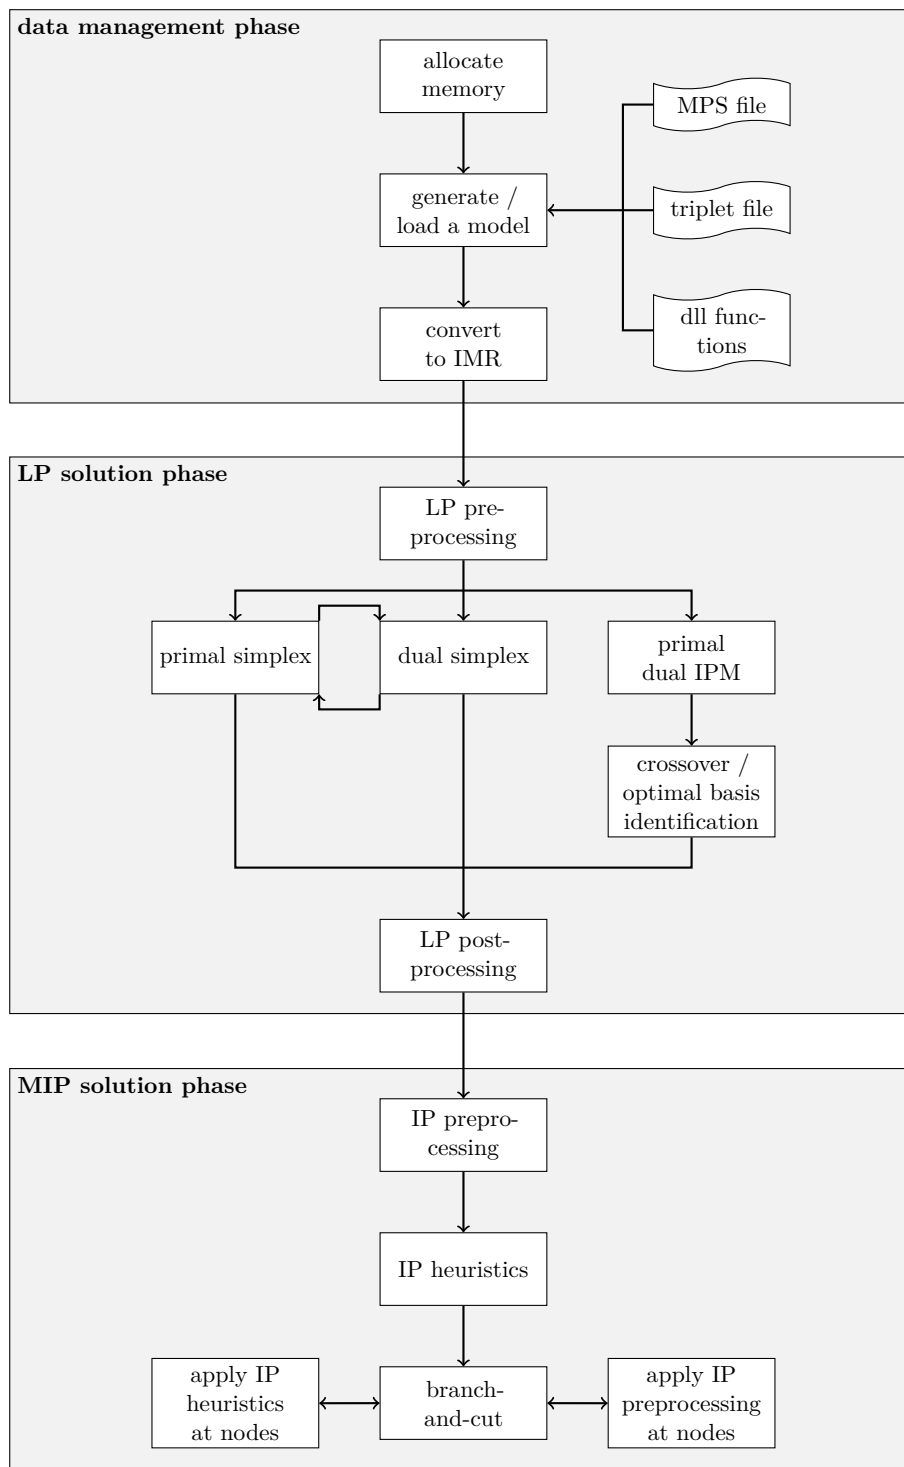 data management phase
allocate
memory
MPS file
generate /
load a model
triplet file
convert
to IMR
dll func-
tions
LP solution phase
LP pre-
processing
primal simplex
dual simplex
primal
dual IPM
crossover /
optimal basis
identification
LP post-
processing
MIP solution phase
IP prepro-
cessing
IP heuristics
apply IP
heuristics
at nodes
branch-
and-cut
apply IP
preprocessing
at nodes